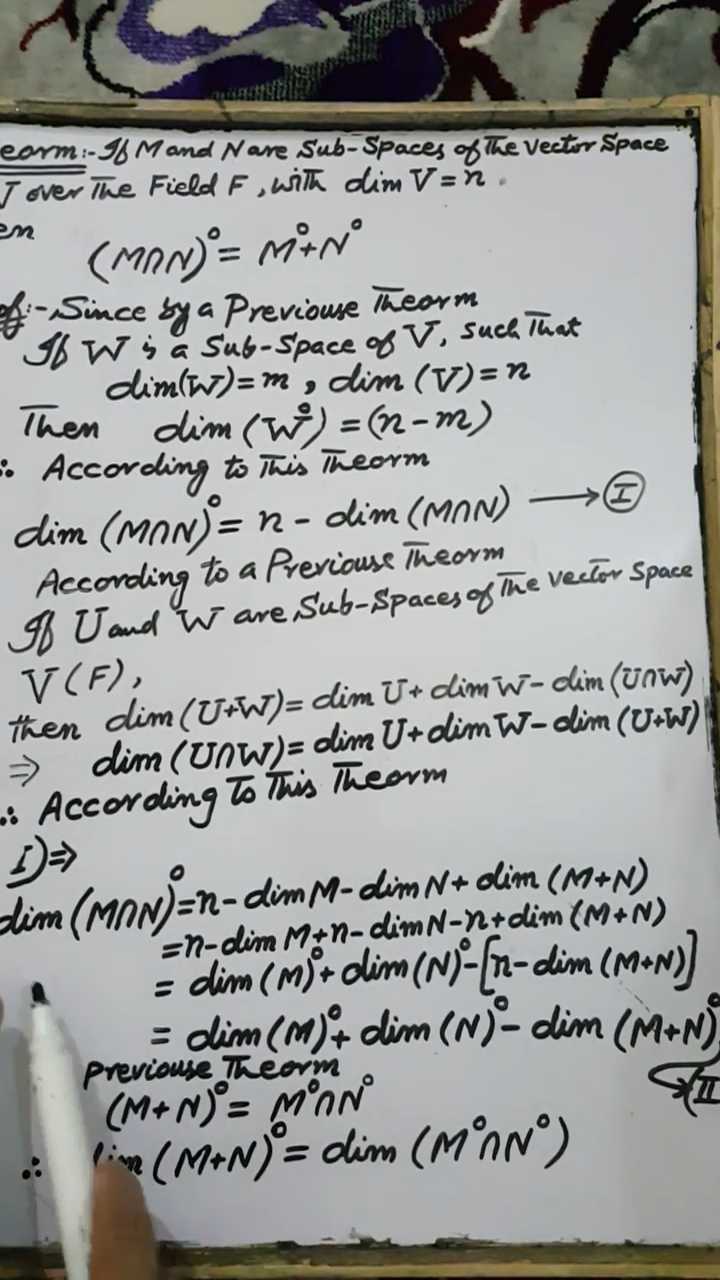 eorm:- If M and N are Sub-Spaces of The Vector Space
V over The Field F, with dim V = n.
en
(M∩N)° = M° + N°
of:- Since by a Previouse Theorm
If W is a Sub-Space of V, such That
dim(W) = m, dim (V) = n
Then dim (W°) = (n - m)
∴ According to This Theorm
dim (M∩N)° = n - dim (M∩N) ⟶ I
According to a Previouse Theorm
If U and W are Sub-Spaces of The Vector Space
V(F),
then dim (U+W) = dim U + dim W - dim (U∩W)
⇒ dim (U∩W) = dim U + dim W - dim (U+W)
∴ According To This Theorm
I) ⇒
dim (M∩N)° = n - dim M - dim N + dim (M+N)
= n - dim M + n - dim N - n + dim (M+N)
= dim (M)° + dim (N)° - [n - dim (M+N)]
= dim (M)° + dim (N)° - dim (M+N)°
II
Previouse Theorm
(M+N)° = M°∩N°
∴ dim (M+N)° = dim (M°∩N°)